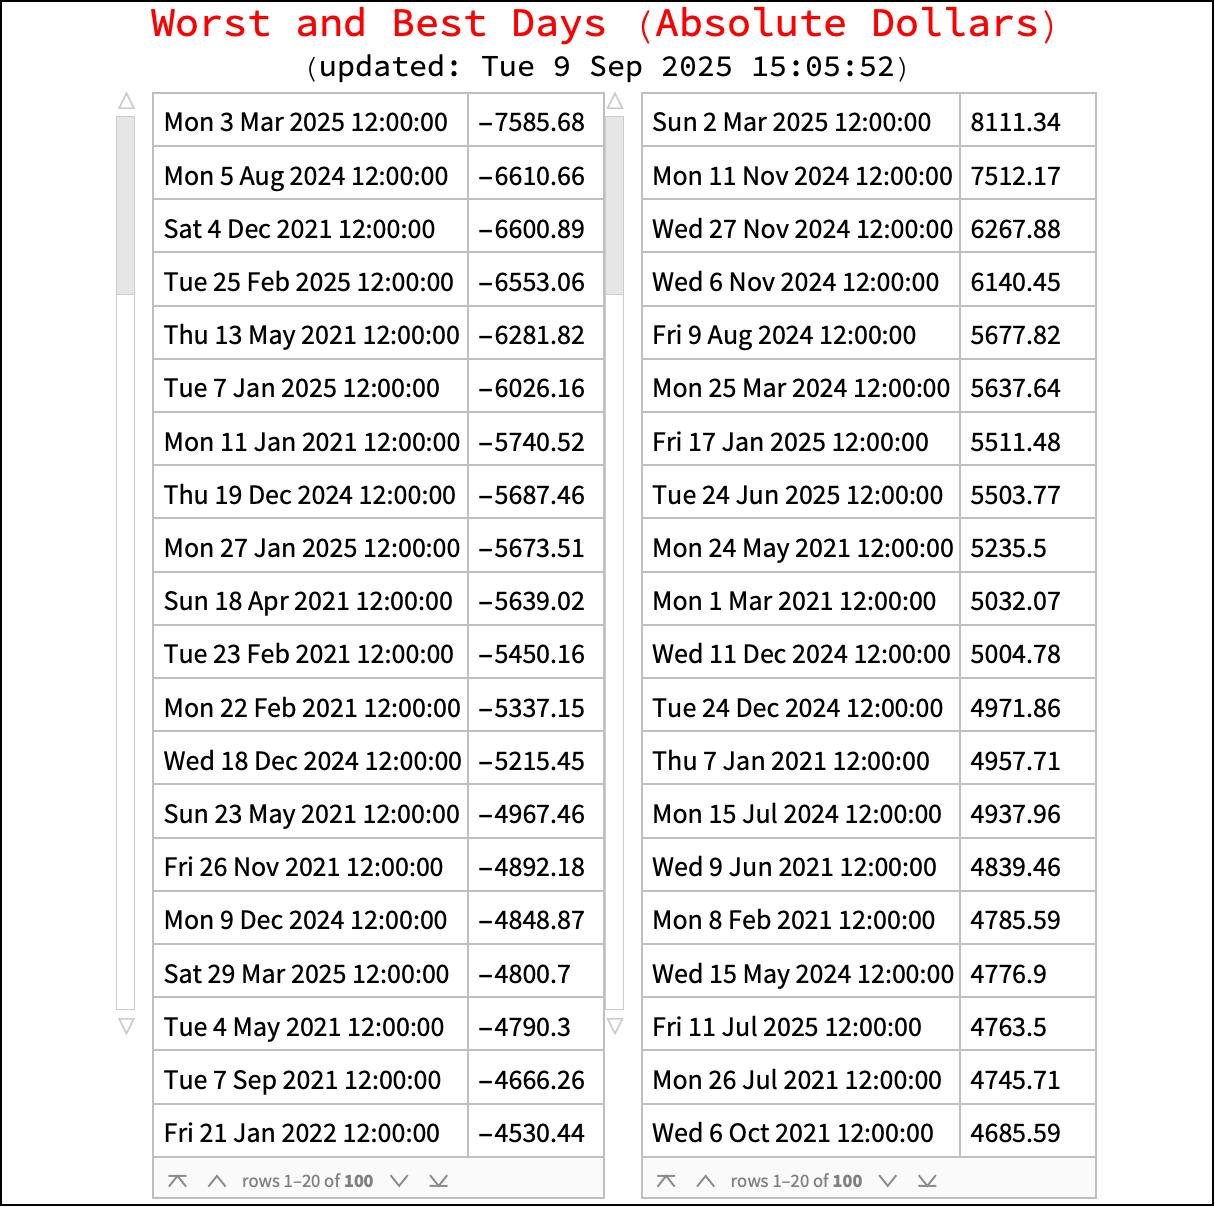 Worst and Best Days (Absolute Dollars)
(updated: Tue 9 Sep 2025 15:05:52)
Mon 3 Mar 2025 12:00:00 −7585.68 Sun 2 Mar 2025 12:00:00 8111.34
Mon 5 Aug 2024 12:00:00 −6610.66 Mon 11 Nov 2024 12:00:00 7512.17
Sat 4 Dec 2021 12:00:00 −6600.89 Wed 27 Nov 2024 12:00:00 6267.88
Tue 25 Feb 2025 12:00:00 −6553.06 Wed 6 Nov 2024 12:00:00 6140.45
Thu 13 May 2021 12:00:00 −6281.82 Fri 9 Aug 2024 12:00:00 5677.82
Tue 7 Jan 2025 12:00:00 −6026.16 Mon 25 Mar 2024 12:00:00 5637.64
Mon 11 Jan 2021 12:00:00 −5740.52 Fri 17 Jan 2025 12:00:00 5511.48
Thu 19 Dec 2024 12:00:00 −5687.46 Tue 24 Jun 2025 12:00:00 5503.77
Mon 27 Jan 2025 12:00:00 −5673.51 Mon 24 May 2021 12:00:00 5235.5
Sun 18 Apr 2021 12:00:00 −5639.02 Mon 1 Mar 2021 12:00:00 5032.07
Tue 23 Feb 2021 12:00:00 −5450.16 Wed 11 Dec 2024 12:00:00 5004.78
Mon 22 Feb 2021 12:00:00 −5337.15 Tue 24 Dec 2024 12:00:00 4971.86
Wed 18 Dec 2024 12:00:00 −5215.45 Thu 7 Jan 2021 12:00:00 4957.71
Sun 23 May 2021 12:00:00 −4967.46 Mon 15 Jul 2024 12:00:00 4937.96
Fri 26 Nov 2021 12:00:00 −4892.18 Wed 9 Jun 2021 12:00:00 4839.46
Mon 9 Dec 2024 12:00:00 −4848.87 Mon 8 Feb 2021 12:00:00 4785.59
Sat 29 Mar 2025 12:00:00 −4800.7 Wed 15 May 2024 12:00:00 4776.9
Tue 4 May 2021 12:00:00 −4790.3 Fri 11 Jul 2025 12:00:00 4763.5
Tue 7 Sep 2021 12:00:00 −4666.26 Mon 26 Jul 2021 12:00:00 4745.71
Fri 21 Jan 2022 12:00:00 −4530.44 Wed 6 Oct 2021 12:00:00 4685.59
rows 1–20 of 100 rows 1–20 of 100